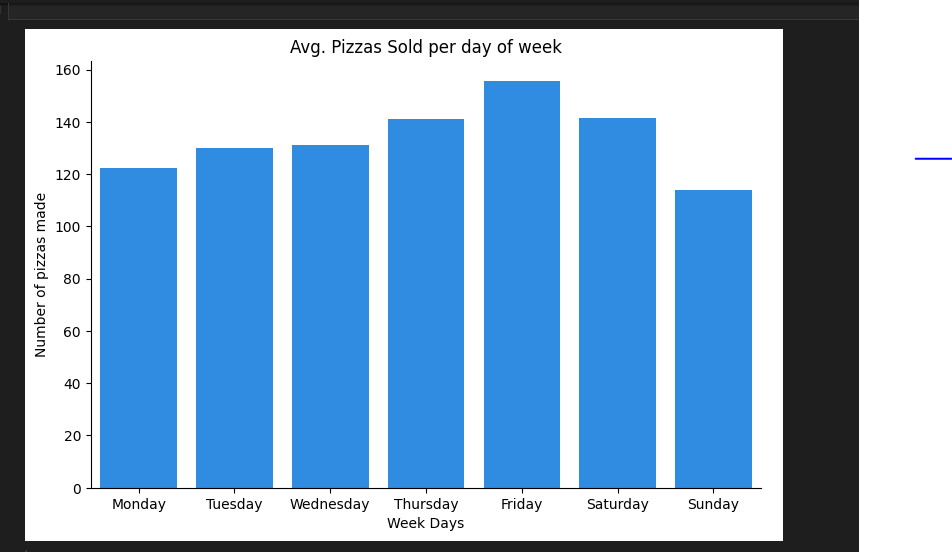 Avg. Pizzas Sold per day of week
160
140
120
100
80
60
40
20
0
Number of pizzas made
Monday Tuesday Wednesday Thursday Friday Saturday Sunday
Week Days